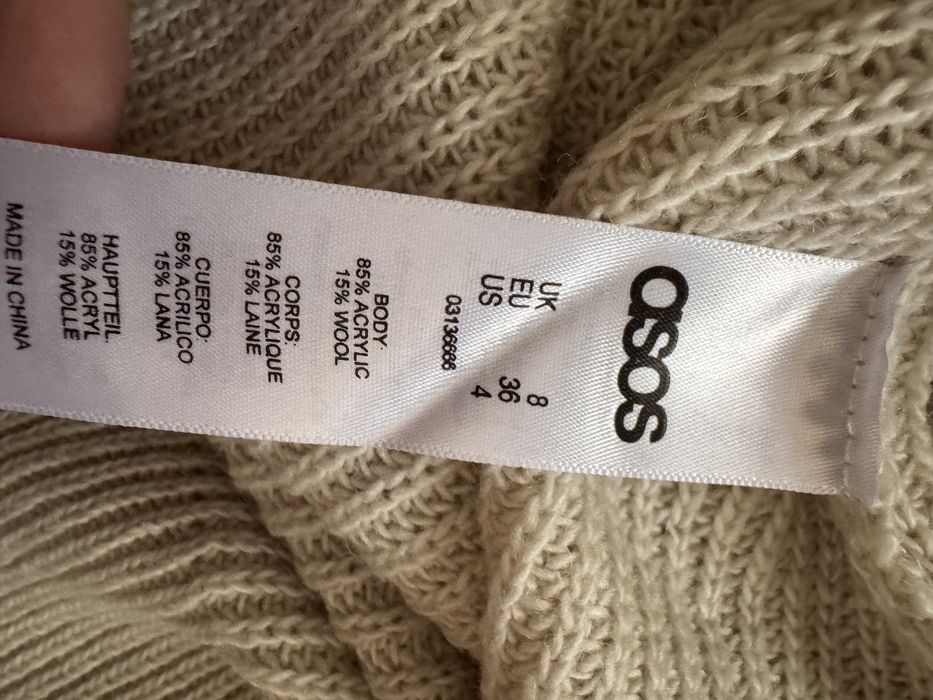 asos
UK 8
EU 36
US 4
03136686
BODY:
85% ACRYLIC
15% WOOL
CORPS:
85% ACRYLIQUE
15% LAINE
CUERPO:
85% ACRILICO
15% LANA
HAUPTTEIL
85% ACRYL
15% WOLLE
MADE IN CHINA